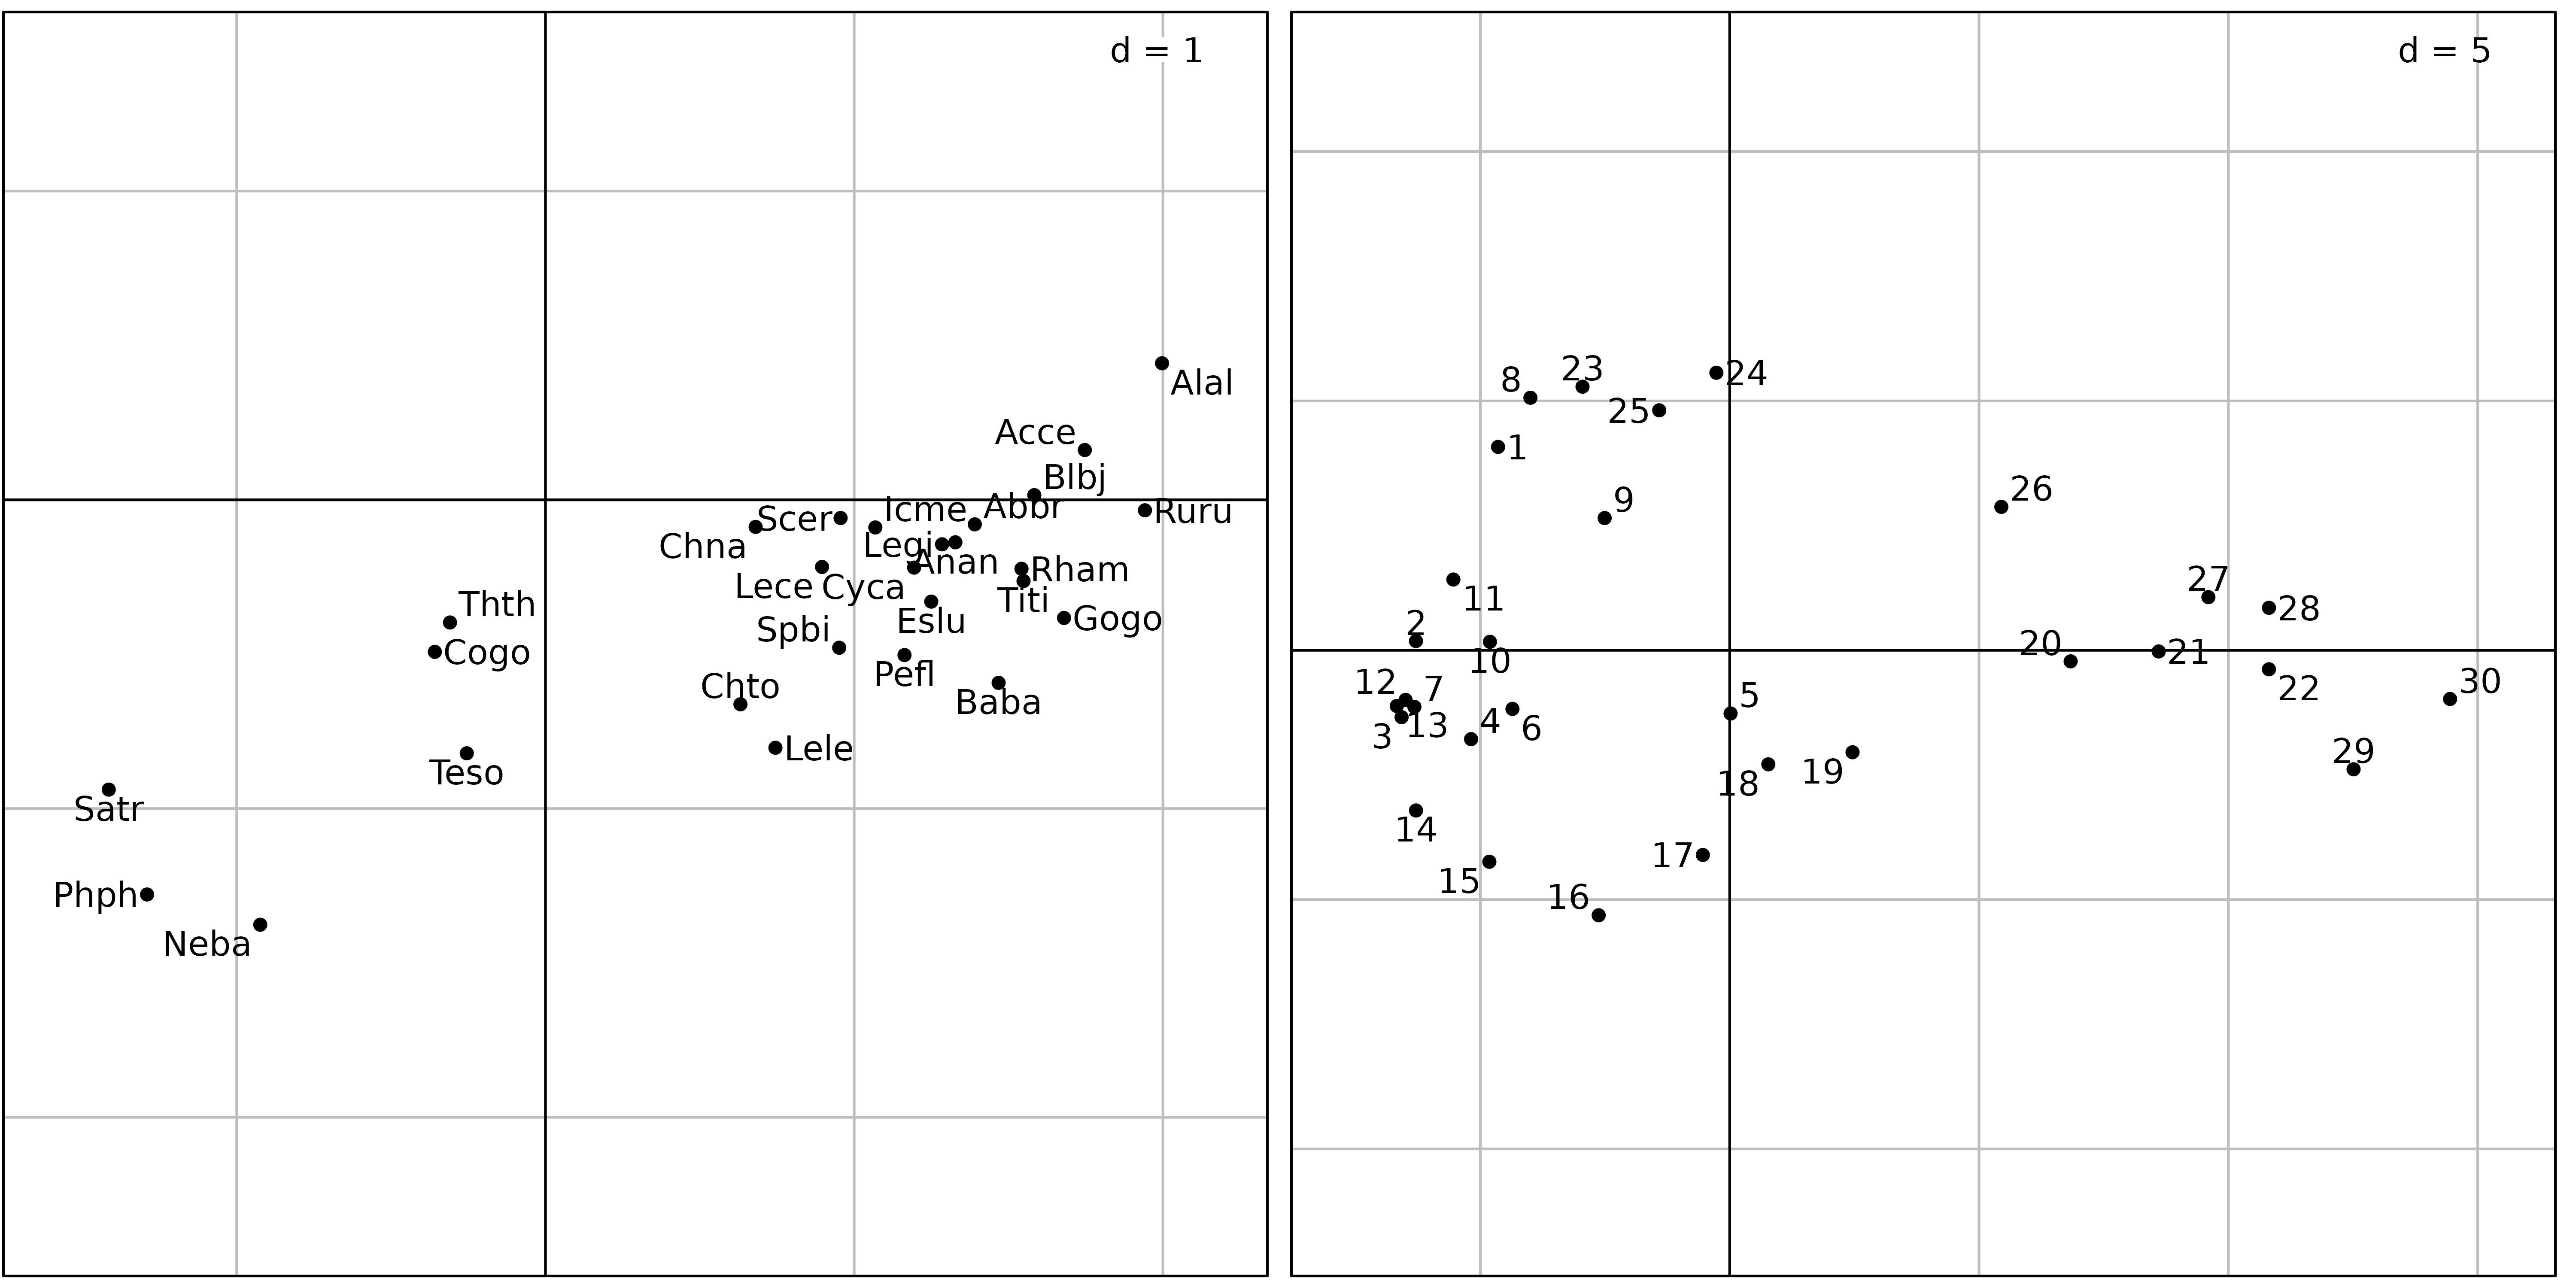 d = 1
Alal
Acce
Blbj
Abbr
Icme
Ruru
Scer
Chna
Legi
Anan
Rham
Lece
Cyca
Titi
Thth
Gogo
Eslu
Spbi
Cogo
Pefl
Chto
Baba
Lele
Teso
Satr
Phph
Neba
d = 5
23
24
8
25
1
26
9
27
11
28
2
20
21
10
12
7
30
22
5
4
13
6
3
29
19
18
14
17
15
16